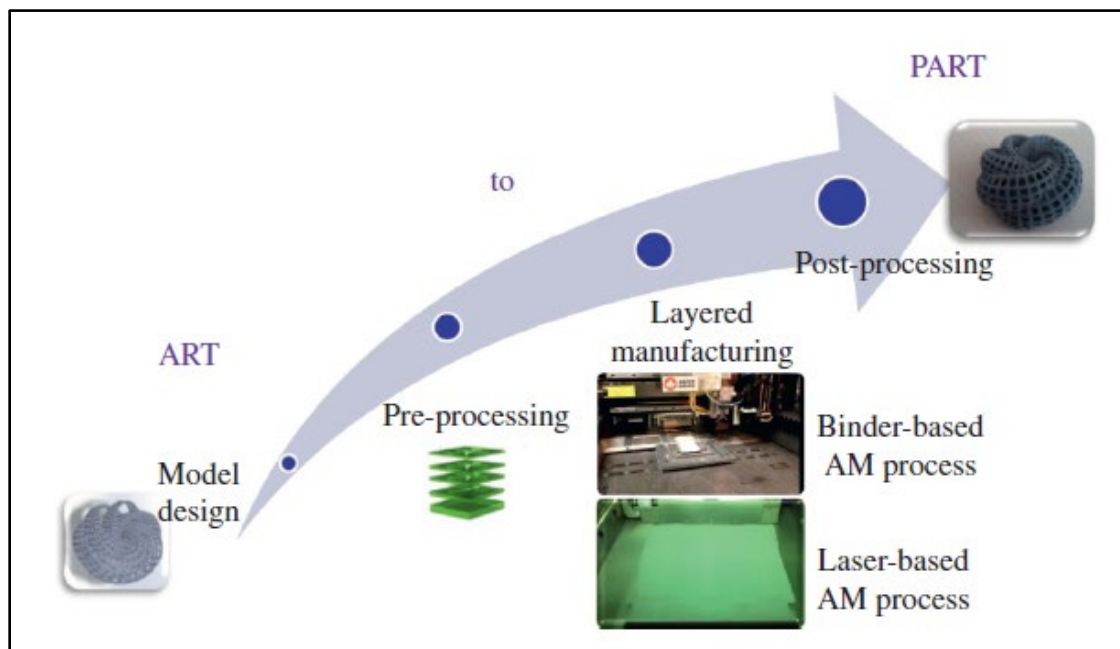 PART
to
ART
Post-processing
Layered
manufacturing
Pre-processing
Binder-based
AM process
Model
design
Laser-based
AM process